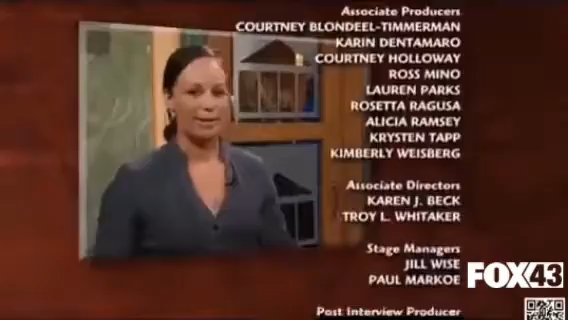 Associate Producers
COURTNEY BLONDEEL-TIMMERMAN
KARIN DENTAMARO
COURTNEY HOLLOWAY
ROSS MINO
LAUREN PARKS
ROSETTA RAGUSA
ALICIA RAMSEY
KRYSTEN TAPP
KIMBERLY WEISBERG
Associate Directors
KAREN J. BECK
TROY L. WHITAKER
Stage Managers
JILL WISE
PAUL MARKOE
FOX43
Post Interview Producer